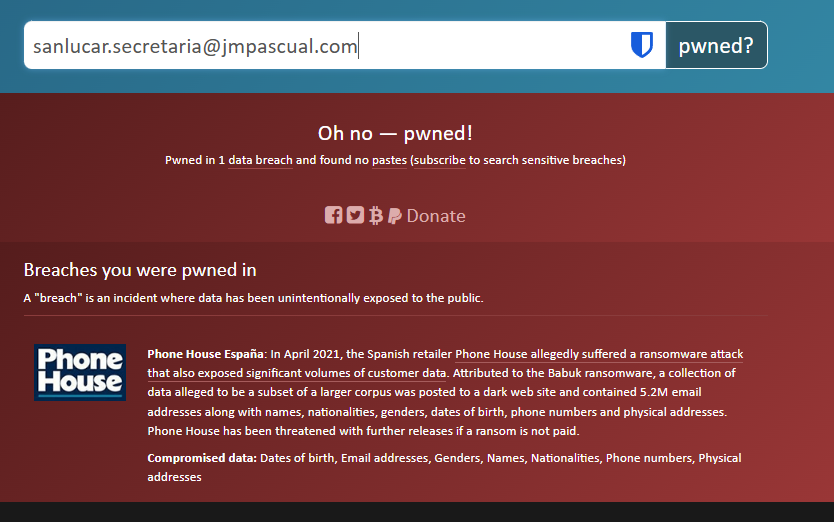 sanlucar.secretaria@jmpascual.com
pwned?
Oh no — pwned!
Pwned in 1 data breach and found no pastes (subscribe to search sensitive breaches)
Donate
Breaches you were pwned in
A "breach" is an incident where data has been unintentionally exposed to the public.
Phone
House
Phone House España: In April 2021, the Spanish retailer Phone House allegedly suffered a ransomware attack
that also exposed significant volumes of customer data. Attributed to the Babuk ransomware, a collection of
data alleged to be a subset of a larger corpus was posted to a dark web site and contained 5.2M email
addresses along with names, nationalities, genders, dates of birth, phone numbers and physical addresses.
Phone House has been threatened with further releases if a ransom is not paid.
Compromised data: Dates of birth, Email addresses, Genders, Names, Nationalities, Phone numbers, Physical
addresses